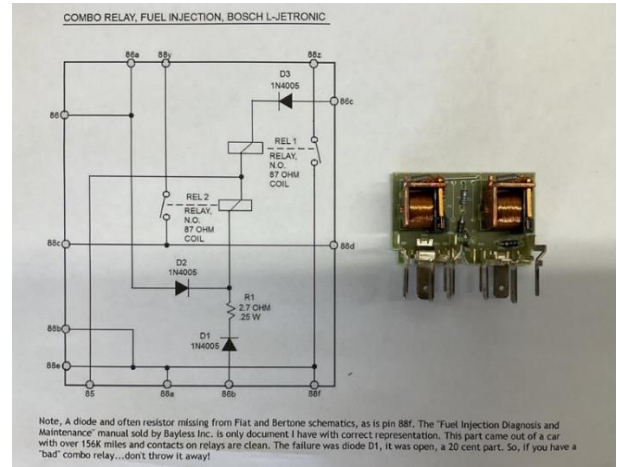 COMBO RELAY, FUEL INJECTION, BOSCH L-JETRONIC
86a
88y
88z
D3
1N4005
86c
86
REL 1
RELAY,
N.O.
87 OHM
COIL
REL 2
RELAY,
N.O.
87 OHM
COIL
88c
88d
D2
1N4005
R1
2.7 OHM
.25 W
88b
D1
1N4005
88e
85
88a
86b
88f
Note, A diode and often resistor missing from Fiat and Bertone schematics, as is pin 88f. The "Fuel Injection Diagnosis and
Maintenance" manual sold by Bayless Inc. is only document I have with correct representation. This part came out of a car
with over 156K miles and contacts on relays are clean. The failure was diode D1, it was open, a 20 cent part. So, if you have a
"bad" combo relay...don't throw it away!